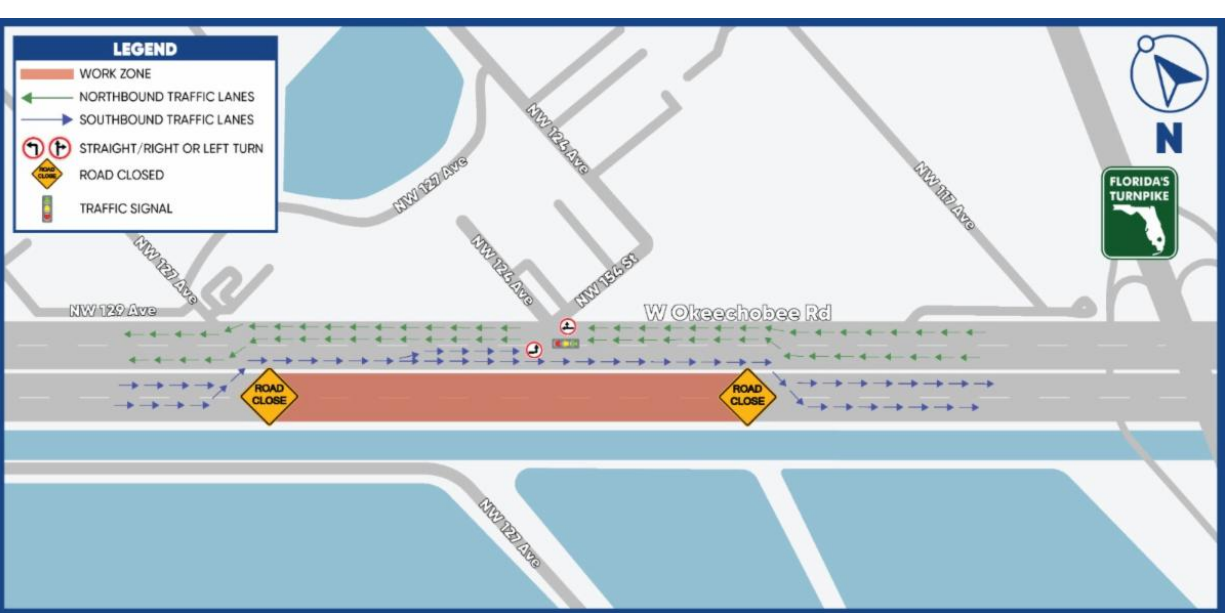 LEGEND
WORK ZONE
NORTHBOUND TRAFFIC LANES
SOUTHBOUND TRAFFIC LANES
STRAIGHT/RIGHT OR LEFT TURN
ROAD CLOSE
ROAD CLOSED
TRAFFIC SIGNAL
N
FLORIDA'S
TURNPIKE
NW 124 Ave
NW 127 Ave
NW 117 Ave
NW 127 Ave
NW 124 Ave
NW 154 St
NW 129 Ave
W Okeechobee Rd
ROAD
CLOSE
ROAD
CLOSE
NW 127 Ave